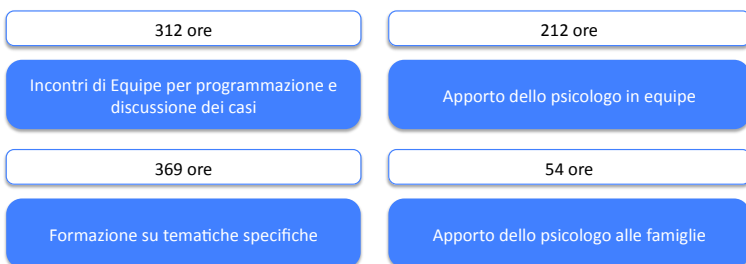 312 ore
212 ore
Incontri di Equipe per programmazione e
discussione dei casi
Apporto dello psicologo in equipe
369 ore
54 ore
Formazione su tematiche specifiche
Apporto dello psicologo alle famiglie